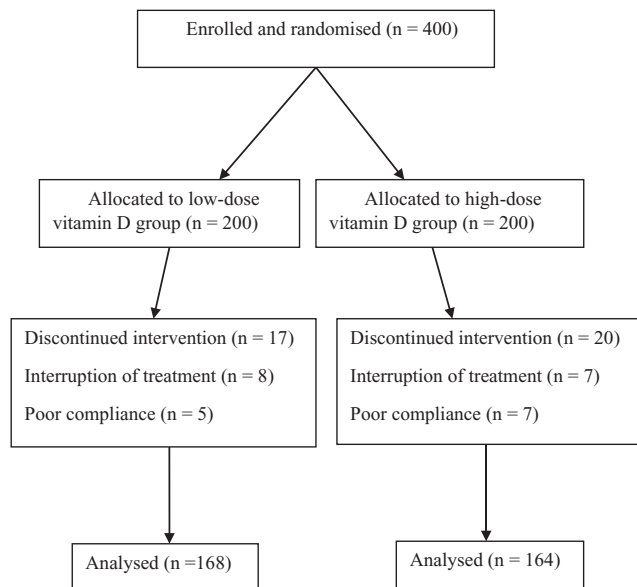 Enrolled and randomised (n = 400)
Allocated to low-dose
vitamin D group (n = 200)
Allocated to high-dose
vitamin D group (n = 200)
Discontinued intervention (n = 17)
Interruption of treatment (n = 8)
Poor compliance (n = 5)
Discontinued intervention (n = 20)
Interruption of treatment (n = 7)
Poor compliance (n = 7)
Analysed (n =168)
Analysed (n = 164)